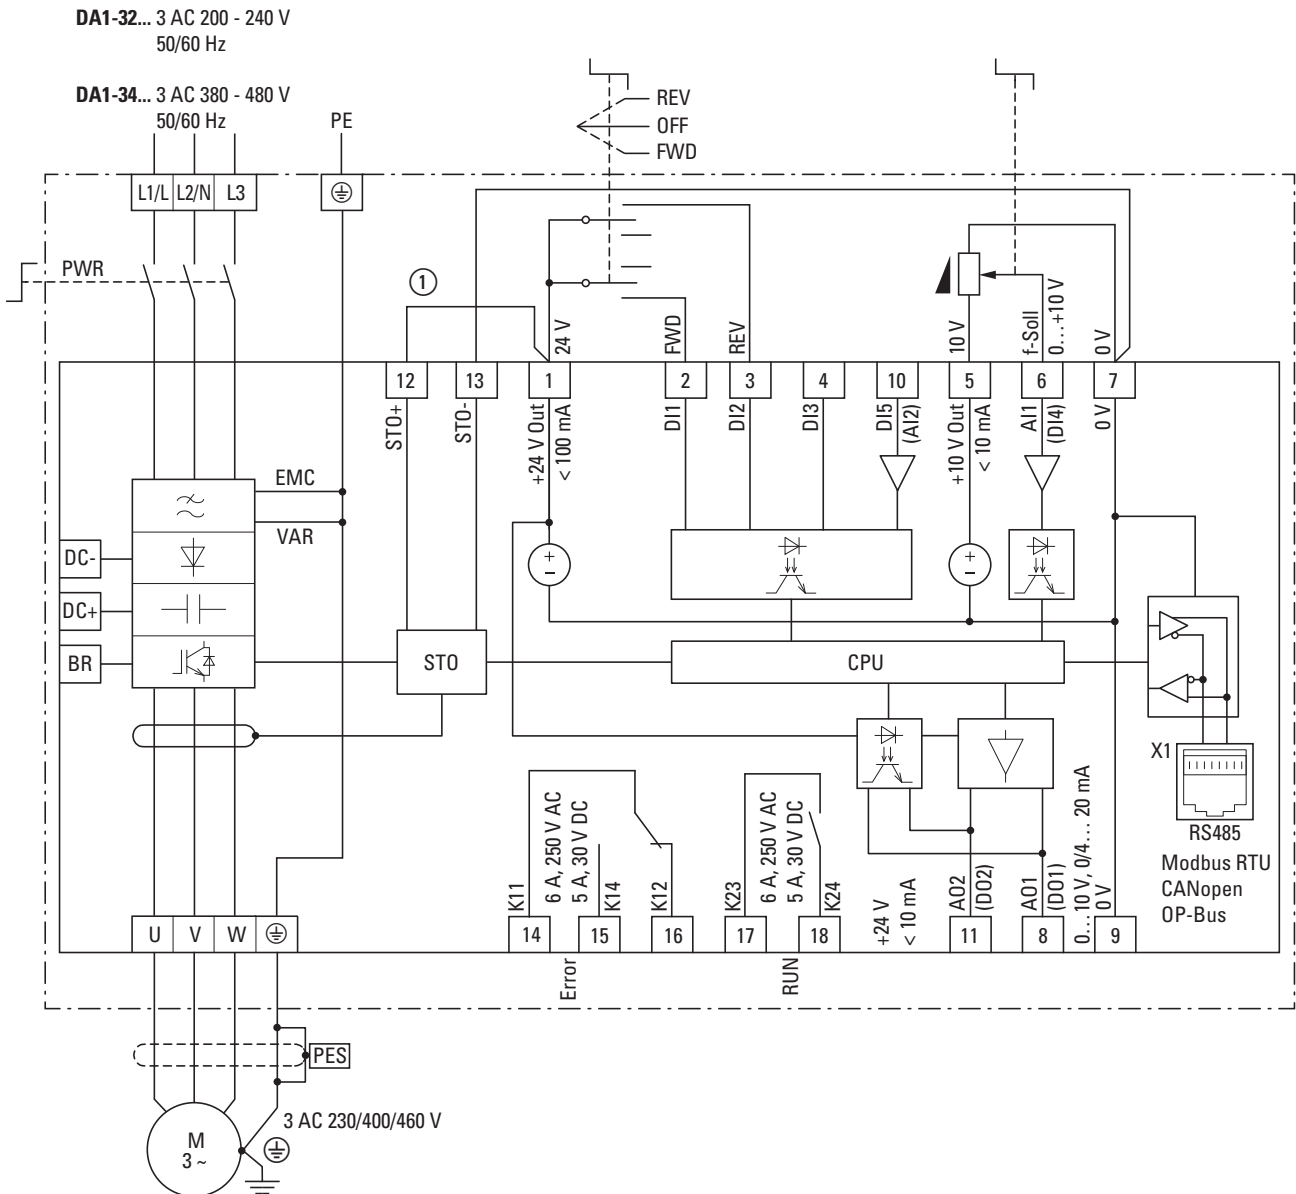 DA1-32... 3 AC 200 - 240 V
50/60 Hz
DA1-34... 3 AC 380 - 480 V
50/60 Hz
PE
REV
OFF
FWD
L1/L L2/N L3
PWR
1
24 V
FWD
REV
10 V
f-Soll
0…+10 V
0 V
12 13 1 2 3 4 10 5 6 7
STO+
STO-
+24 V Out
< 100 mA
DI1
DI2
DI3
DI5
(AI2)
+10 V Out
< 10 mA
AI1
(DI4)
0 V
EMC
VAR
DC-
DC+
BR
+
-
+
-
STO
CPU
X1
RS485
Modbus RTU
CANopen
OP-Bus
K11
6 A, 250 V AC
5 A, 30 V DC
K14
K12
K23
6 A, 250 V AC
5 A, 30 V DC
K24
+24 V
< 10 mA
AO2
(DO2)
AO1
(DO1)
0…10 V, 0/4… 20 mA
0 V
U V W
14 15 16 17 18 11 8 9
Error
RUN
PES
3 AC 230/400/460 V
M
3 ~